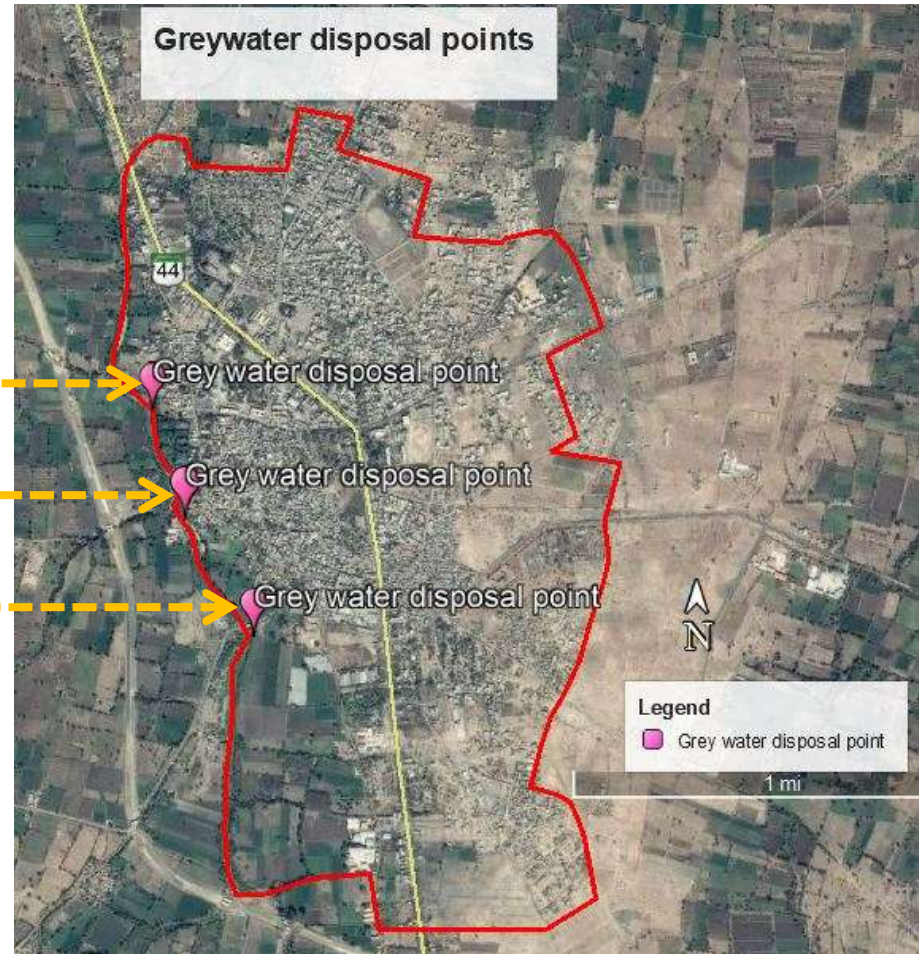 Greywater disposal points
44
Grey water disposal point
Grey water disposal point
Grey water disposal point
N
Legend
Grey water disposal point
1 mi